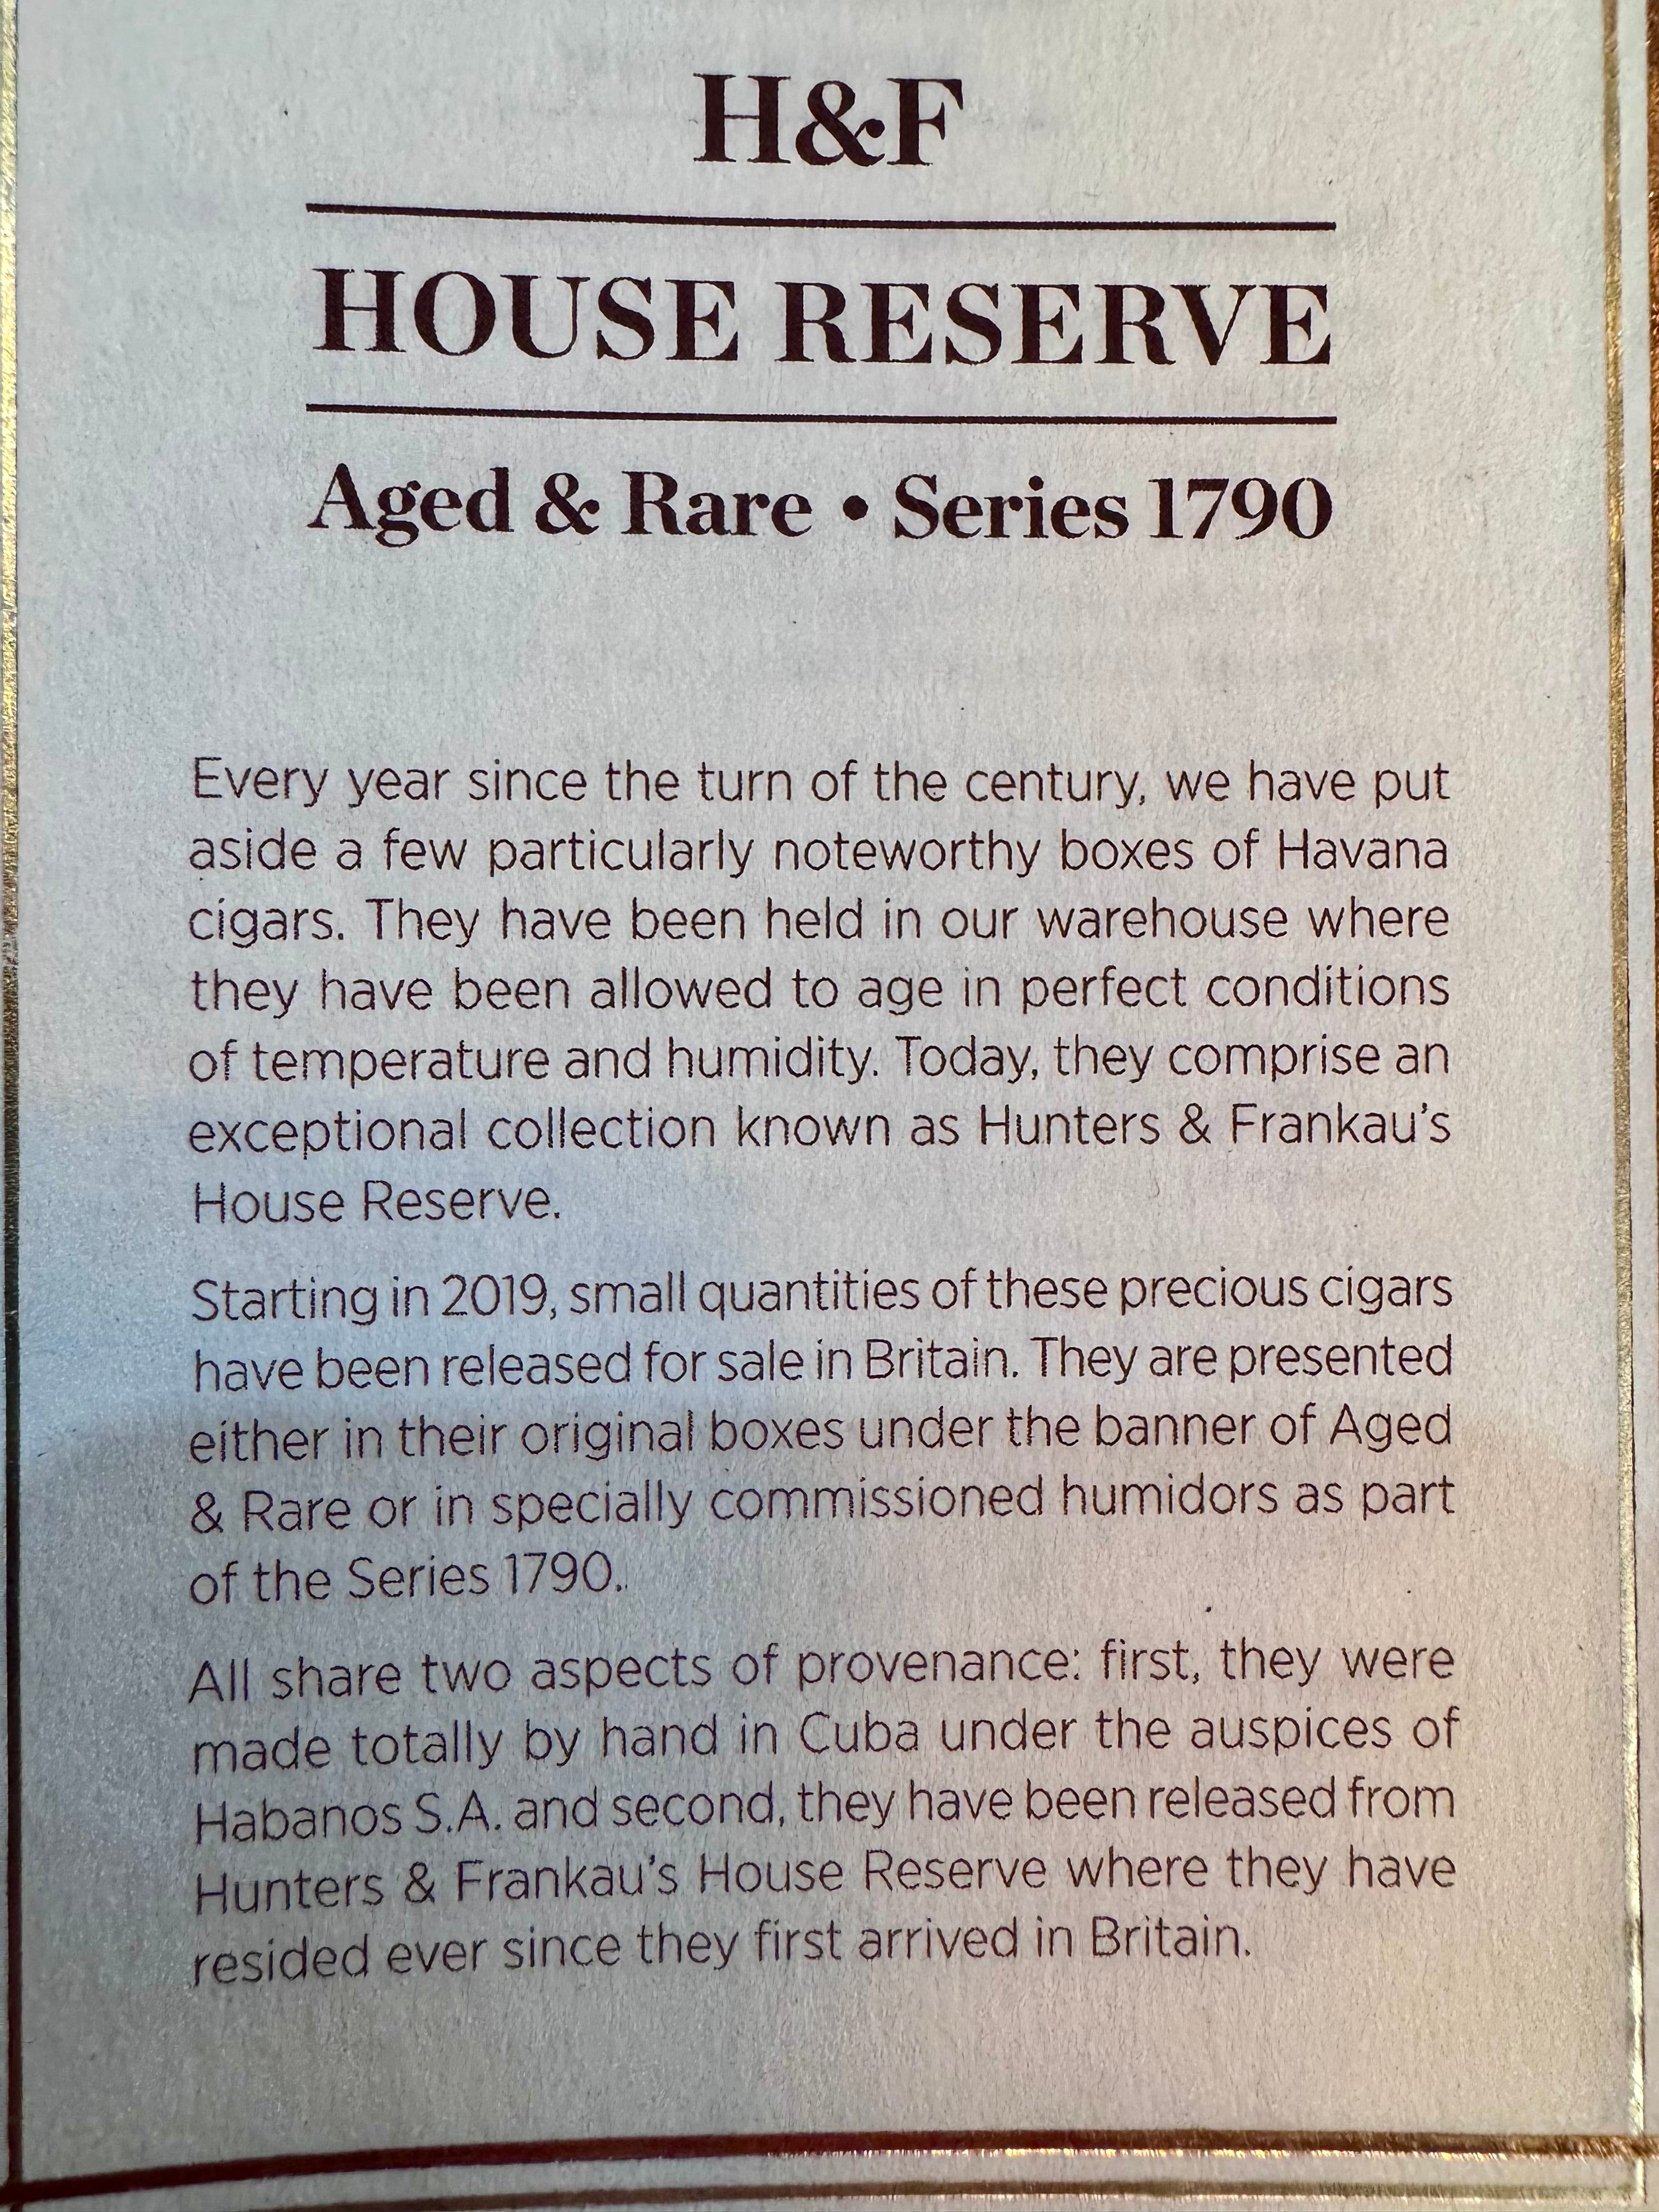 H&F
HOUSE RESERVE
Aged & Rare • Series 1790
Every year since the turn of the century, we have put
aside a few particularly noteworthy boxes of Havana
cigars. They have been held in our warehouse where
they have been allowed to age in perfect conditions
of temperature and humidity. Today, they comprise an
exceptional collection known as Hunters & Frankau's
House Reserve.
Starting in 2019, small quantities of these precious cigars
have been released for sale in Britain. They are presented
either in their original boxes under the banner of Aged
& Rare or in specially commissioned humidors as part
of the Series 1790.
All share two aspects of provenance: first, they were
made totally by hand in Cuba under the auspices of
Habanos S.A. and second, they have been released from
Hunters & Frankau's House Reserve where they have
resided ever since they first arrived in Britain.